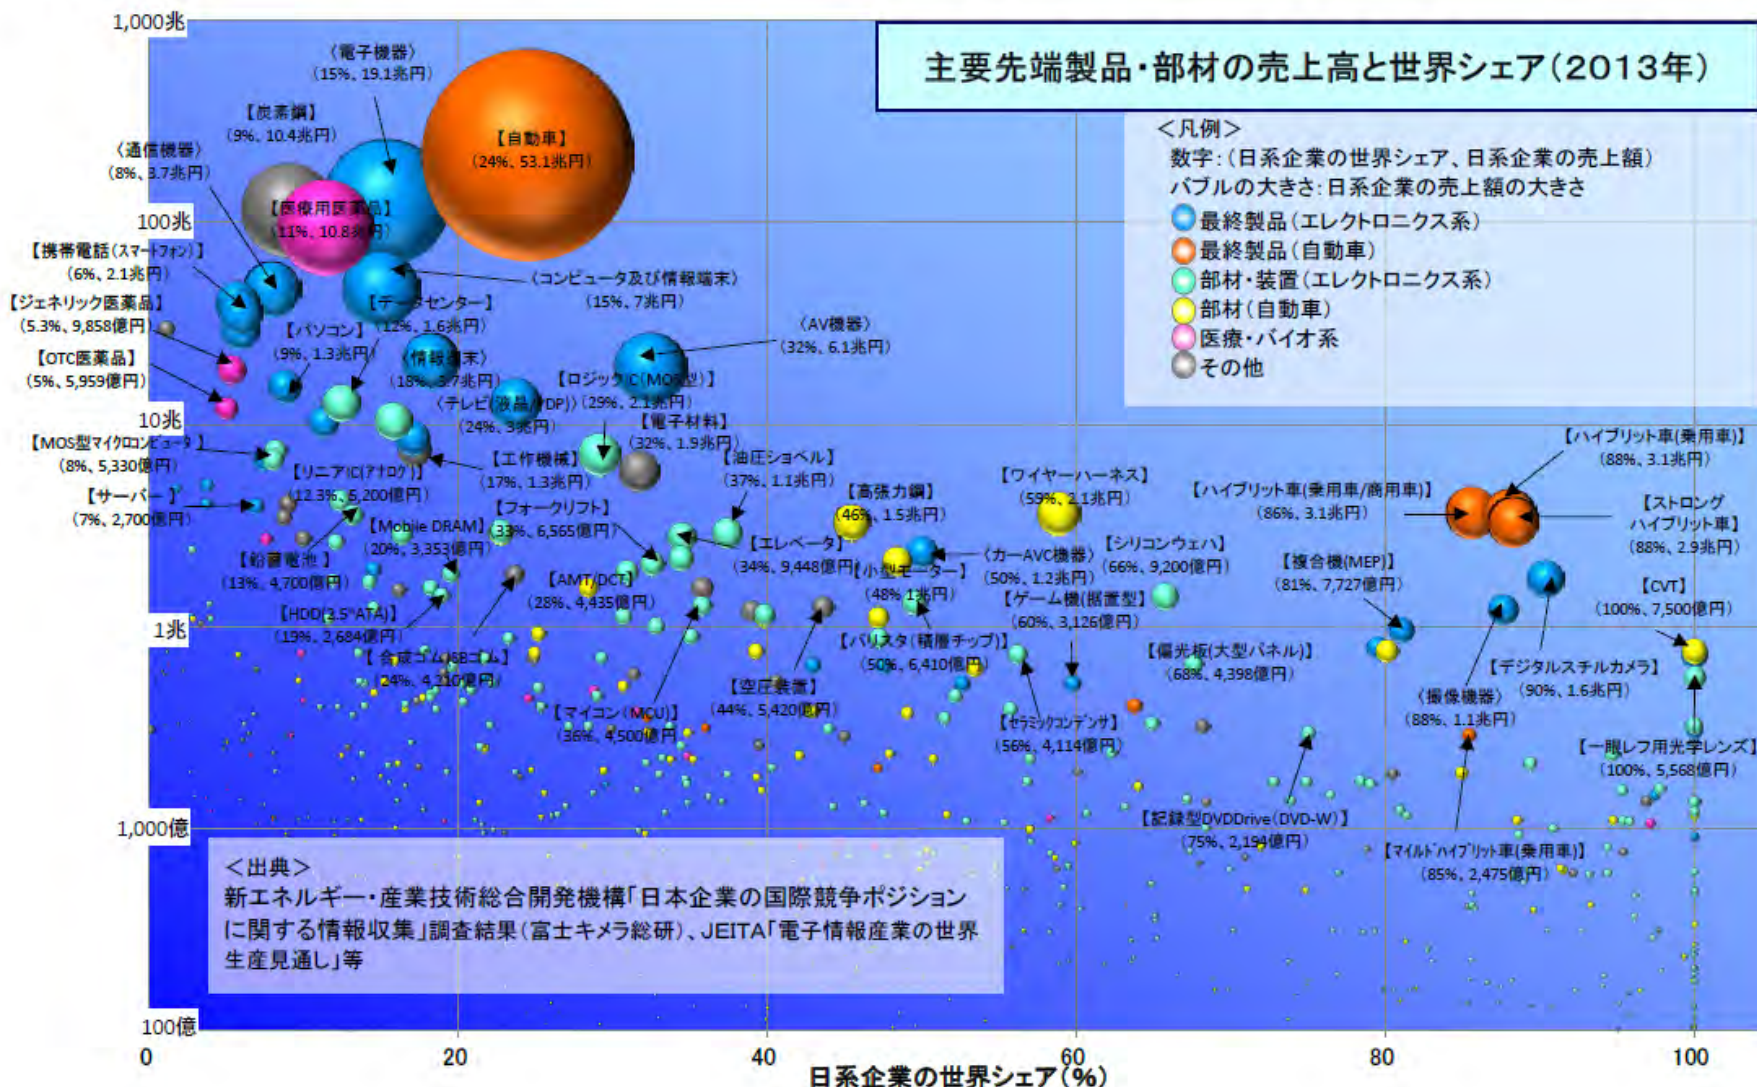 主要先端製品・部材の売上高と世界シェア(2013年)
<凡例>
数字:(日系企業の世界シェア、日系企業の売上額)
バブルの大きさ:日系企業の売上額の大きさ
最終製品(エレクトロニクス系)
最終製品(自動車)
部材・装置(エレクトロニクス系)
部材(自動車)
医療・バイオ系
その他
1,000兆
100兆
10兆
1兆
1,000億
100億
〈電子機器〉
(15%、19.1兆円)
【炭素鋼】
(9%、10.4兆円)
〈通信機器〉
(8%、3.7兆円)
【自動車】
(24%、53.1兆円)
【医療用医薬品】
(11%、10.8兆円)
【携帯電話(スマートフォン)】
(6%、2.1兆円)
〈コンピュータ及び情報端末〉
(15%、7兆円)
【ジェネリック医薬品】
(5.3%、9,858億円)
【データセンター】
(12%、1.6兆円)
【パソコン】
(9%、1.3兆円)
〈AV機器〉
(32%、6.1兆円)
【OTC医薬品】
(5%、5,959億円)
〈情報端末〉
(18%、3.7兆円)
【ロジックIC(MOS型)】
(29%、2.1兆円)
〈テレビ(液晶/PDP)〉
(24%、3兆円)
【電子材料】
(32%、1.9兆円)
【MOS型マイクロコンピュータ】
(8%、5,330億円)
【リニアIC(アナログ)】
(12.3%、5,200億円)
【工作機械】
(17%、1.3兆円)
【油圧ショベル】
(37%、1.1兆円)
【サーバー】
(7%、2,700億円)
【フォークリフト】
(33%、6,565億円)
【高張力鋼】
(46%、1.5兆円)
【ワイヤーハーネス】
(59%、2.1兆円)
【ハイブリット車(乗用車)】
(88%、3.1兆円)
【ハイブリット車(乗用車/商用車)】
(86%、3.1兆円)
【ストロング
ハイブリット車】
(88%、2.9兆円)
【Mobile DRAM】
(20%、3,353億円)
【鉛蓄電池】
(13%、4,700億円)
【エレベータ】
(34%、9,448億円)
〈カーAVC機器〉
(50%、1.2兆円)
【小型モーター】
(48%、1兆円)
【シリコンウェハ】
(66%、9,200億円)
【複合機(MEP)】
(81%、7,727億円)
【CVT】
(100%、7,500億円)
【AMT/DCT】
(28%、4,435億円)
【ゲーム機(据置型)】
(60%、3,126億円)
【HDD(2.5"ATA)】
(19%、2,684億円)
【合成ゴム/SBゴム】
(24%、4,210億円)
【バリスタ(積層チップ)】
(50%、6,410億円)
【偏光板(大型パネル)】
(68%、4,398億円)
【デジタルスチルカメラ】
(90%、1.6兆円)
【空圧装置】
(44%、5,420億円)
〈撮像機器〉
(88%、1.1兆円)
【マイコン(MCU)】
(36%、4,500億円)
【セラミックコンデンサ】
(56%、4,114億円)
【一眼レフ用光学レンズ】
(100%、5,568億円)
【記録型DVDDrive(DVD-W)】
(75%、2,194億円)
【マイルドハイブリット車(乗用車)】
(85%、2,475億円)
<出典>
新エネルギー・産業技術総合開発機構「日本企業の国際競争ポジション
に関する情報収集」調査結果(富士キメラ総研)、JEITA「電子情報産業の世界
生産見通し」等
0
20
40
60
80
100
日系企業の世界シェア(%)